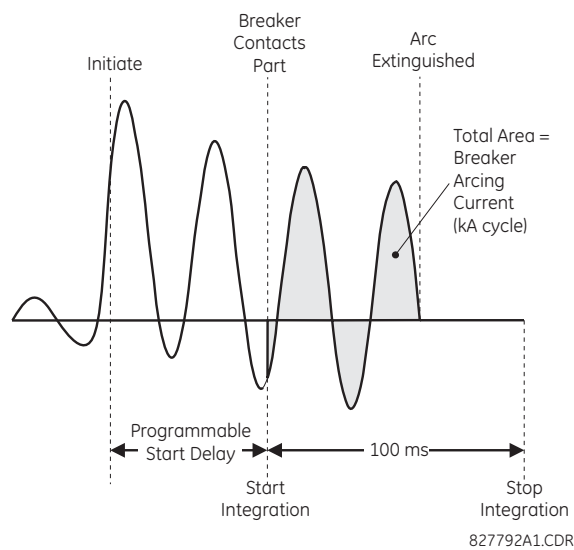 Initiate
Breaker
Contacts
Part
Arc
Extinguished
Total Area =
Breaker
Arcing
Current
(kA cycle)
Programmable
Start Delay
100 ms
Start
Integration
Stop
Integration
827792A1.CDR